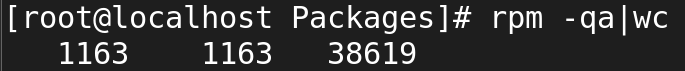 [root@localhost Packages]# rpm -qa|wc
1163 1163 38619